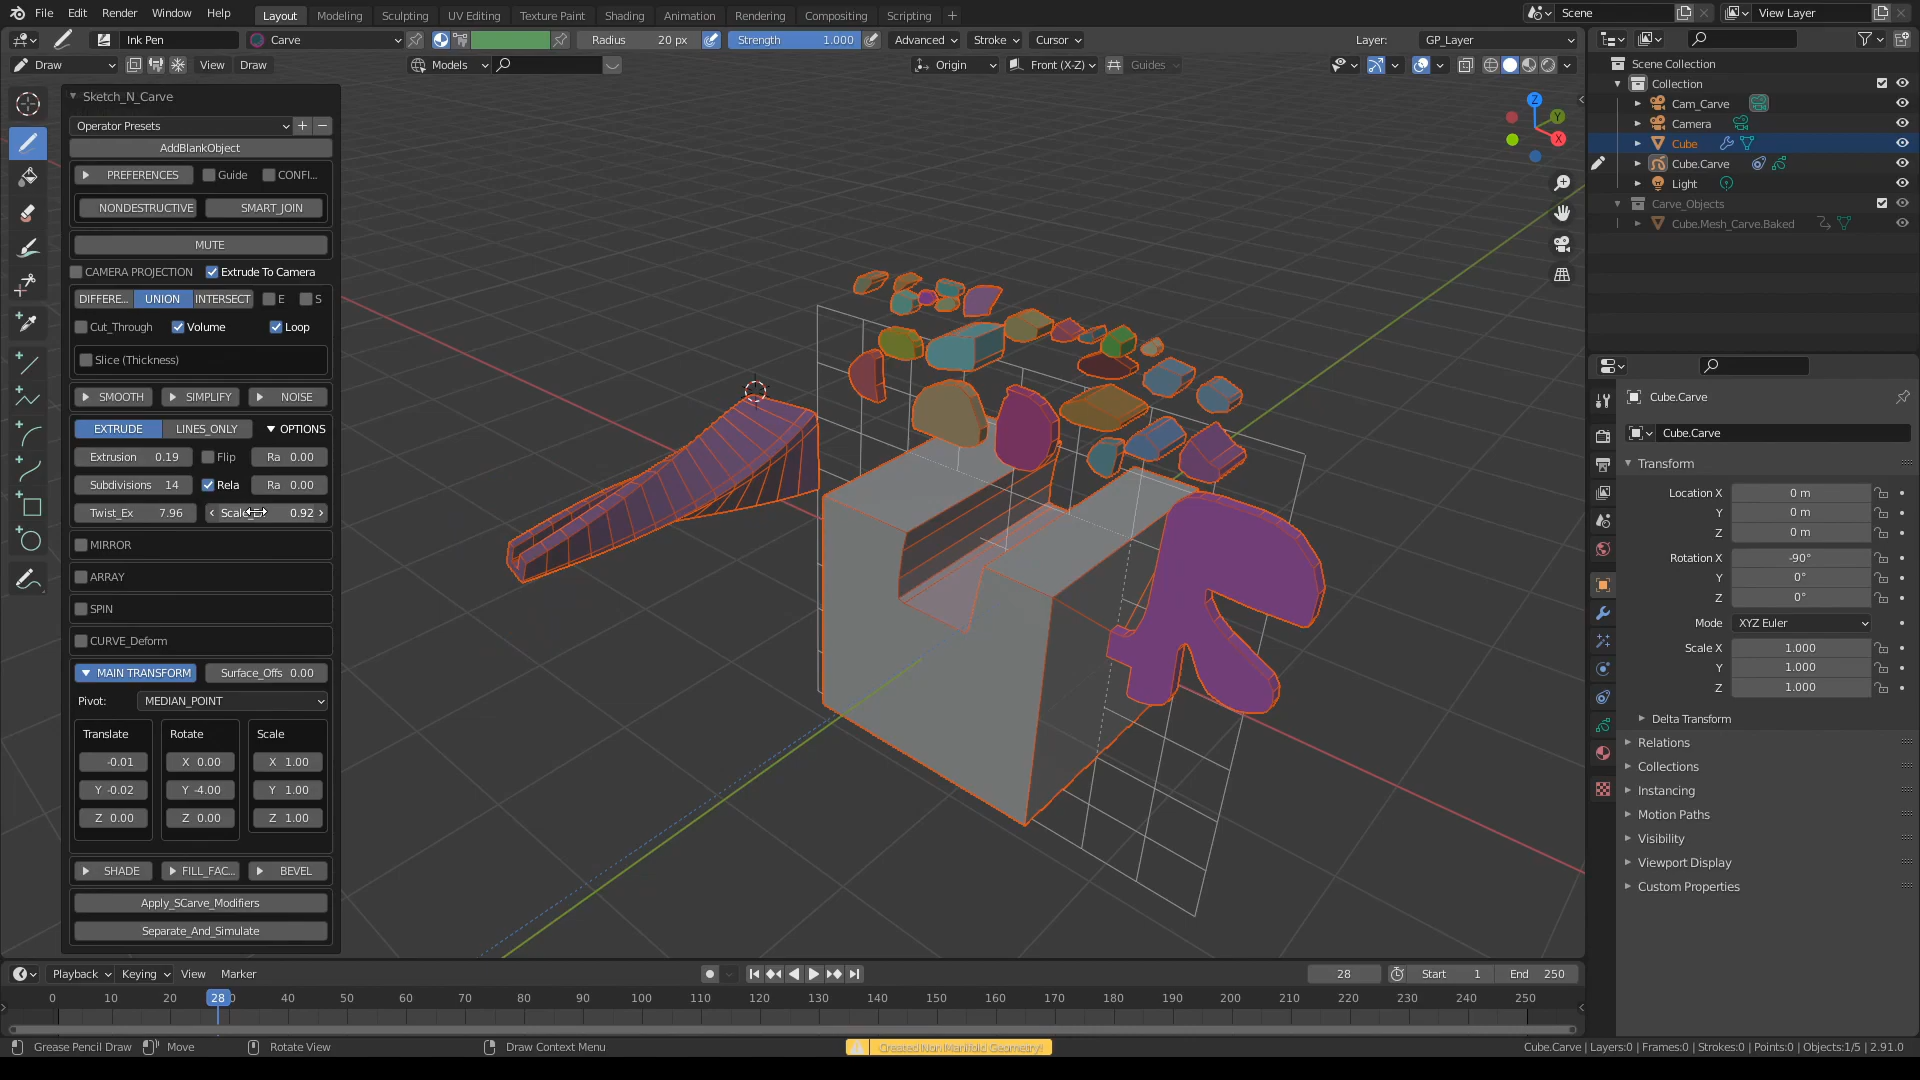 File Edit Render Window Help Layout Modeling Sculpting UV Editing Texture Paint Shading Animation Rendering Compositing Scripting + Scene View Layer
Ink Pen Carve Radius 20 px Strength 1.000 Advanced Stroke Cursor Layer: GP_Layer
Draw View Draw Models Origin Front (X-Z) Guides
Sketch_N_Carve
Operator Presets + −
AddBlankObject
PREFERENCES Guide CONFI...
NONDESTRUCTIVE SMART_JOIN
MUTE
CAMERA PROJECTION Extrude To Camera
DIFFERE... UNION INTERSECT E S
Cut_Through Volume Loop
Slice (Thickness)
SMOOTH SIMPLIFY NOISE
EXTRUDE LINES_ONLY OPTIONS
Extrusion 0.19 Flip Ra 0.00
Subdivisions 14 Rela Ra 0.00
Twist_Ex 7.96 0.92
MIRROR
ARRAY
SPIN
CURVE_Deform
MAIN TRANSFORM Surface_Offs 0.00
Pivot: MEDIAN_POINT
Translate Rotate Scale
-0.01 X 0.00 X 1.00
Y -0.02 Y -4.00 Y 1.00
Z 0.00 Z 0.00 Z 1.00
SHADE FILL_FAC... BEVEL
Apply_SCarve_Modifiers
Separate_And_Simulate
Z
Y
X
Scene Collection
Collection
Cam_Carve
Camera
Cube
Cube.Carve
Light
Carve_Objects
Cube.Mesh_Carve.Baked
Cube.Carve
Cube.Carve
Transform
Location X 0 m
Y 0 m
Z 0 m
Rotation X -90°
Y 0°
Z 0°
Mode XYZ Euler
Scale X 1.000
Y 1.000
Z 1.000
Delta Transform
Relations
Collections
Instancing
Motion Paths
Visibility
Viewport Display
Custom Properties
Playback Keying View Marker 28 Start 1 End 250
0 10 20 28 40 50 60 70 80 90 100 110 120 130 140 150 160 170 180 190 200 210 220 230 240 250
Grease Pencil Draw Move Rotate View Draw Context Menu Created Non Manifold Geometry! Cube.Carve | Layers:0 | Frames:0 | Strokes:0 | Points:0 | Objects:1/5 | 2.91.0